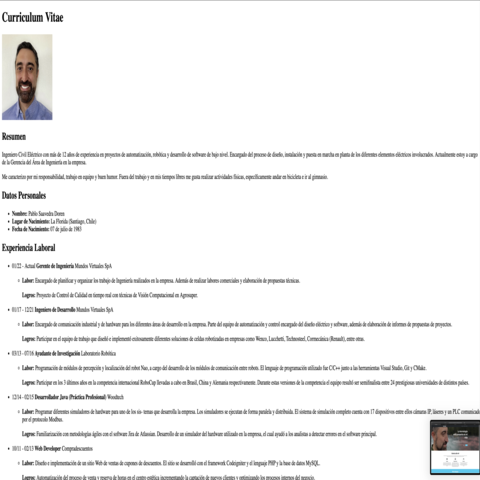 Curriculum Vitae
Resumen
Ingeniero Civil Eléctrico con más de 12 años de experiencia en proyectos de automatización, robótica y desarrollo de software de bajo nivel. Encargado del proceso de diseño, instalación y puesta en marcha en planta de los diferentes elementos eléctricos involucrados. Actualmente estoy a cargo
de la Gerencia del Área de Ingeniería en la empresa.
Me caracterizo por mi responsabilidad, trabajo en equipo y buen humor. Fuera del trabajo y en mis tiempos libres me gusta realizar actividades físicas, específicamente andar en bicicleta e ir al gimnasio.
Datos Personales
• Nombre: Pablo Saavedra Doren
• Lugar de Nacimiento: La Florida (Santiago, Chile)
• Fecha de Nacimiento: 07 de julio de 1983
Experiencia Laboral
• 01/22 - Actual Gerente de Ingeniería Mundos Virtuales SpA
Labor: Encargado de planificar y organizar los trabajos de Ingeniería realizados en la empresa. Además de realizar labores comerciales y elaboración de propuestas técnicas.
Logros: Proyecto de Control de Calidad en tiempo real con técnicas de Visión Computacional en Agrosuper.
• 01/17 - 12/21 Ingeniero de Desarrollo Mundos Virtuales SpA
Labor: Encargado de comunicación industrial y de hardware para los diferentes áreas de desarrollo en la empresa. Parte del equipo de automatización y control encargado del diseño eléctrico y software, además de elaboración de informes de propuestas de proyectos.
Logros: Participar en el equipo de trabajo que diseñó e implementó exitosamente diferentes soluciones de celdas robotizadas en empresas como Wenco, Lucchetti, Technosteel, Cormecánica (Renault), entre otras.
• 03/13 - 07/16 Ayudante de Investigación Laboratorio Robótica
Labor: Programación de módulos de percepción y localización del robot Nao, a cargo del desarrollo de los módulos de comunicación entre robots. El lenguaje de programación utilizado fue C/C++ junto a las herramientas Visual Studio, Git y CMake.
Logros: Participar en los 3 últimos años en la competencia internacional RoboCup llevadas a cabo en Brasil, China y Alemania respectivamente. Durante estas versiones de la competencia el equipo resultó ser semifinalista entre 24 prestigiosas universidades de distintos países.
• 12/14 - 02/15 Desarrollador Java (Práctica Profesional) Woodtech
Labor: Programar diferentes simuladores de hardware para uno de los sis- temas que desarrolla la empresa. Los simuladores se ejecutan de forma paralela y distribuida. El sistema de simulación completo cuenta con 17 dispositivos entre ellos cámaras IP, láseres y un PLC comunicado
por el protocolo Modbus.
Logros: Familiarización con metodologías ágiles con el software Jira de Atlassian. Desarrollo de un simulador del hardware utilizado en la empresa, el cual ayudó a los analistas a detectar errores en el software principal.
• 10/11 - 02/13 Web Developer Compradescuentos
Labor: Diseño e implementación de un sitio Web de ventas de cupones de descuentos. El sitio se desarrolló con el framework Codeigniter y el lenguaje PHP y la base de datos MySQL.
Logros: Automatización del proceso de venta y reserva de horas en el centro estético incrementando la captación de nuevos clientes y optimizando los procesos internos del negocio.